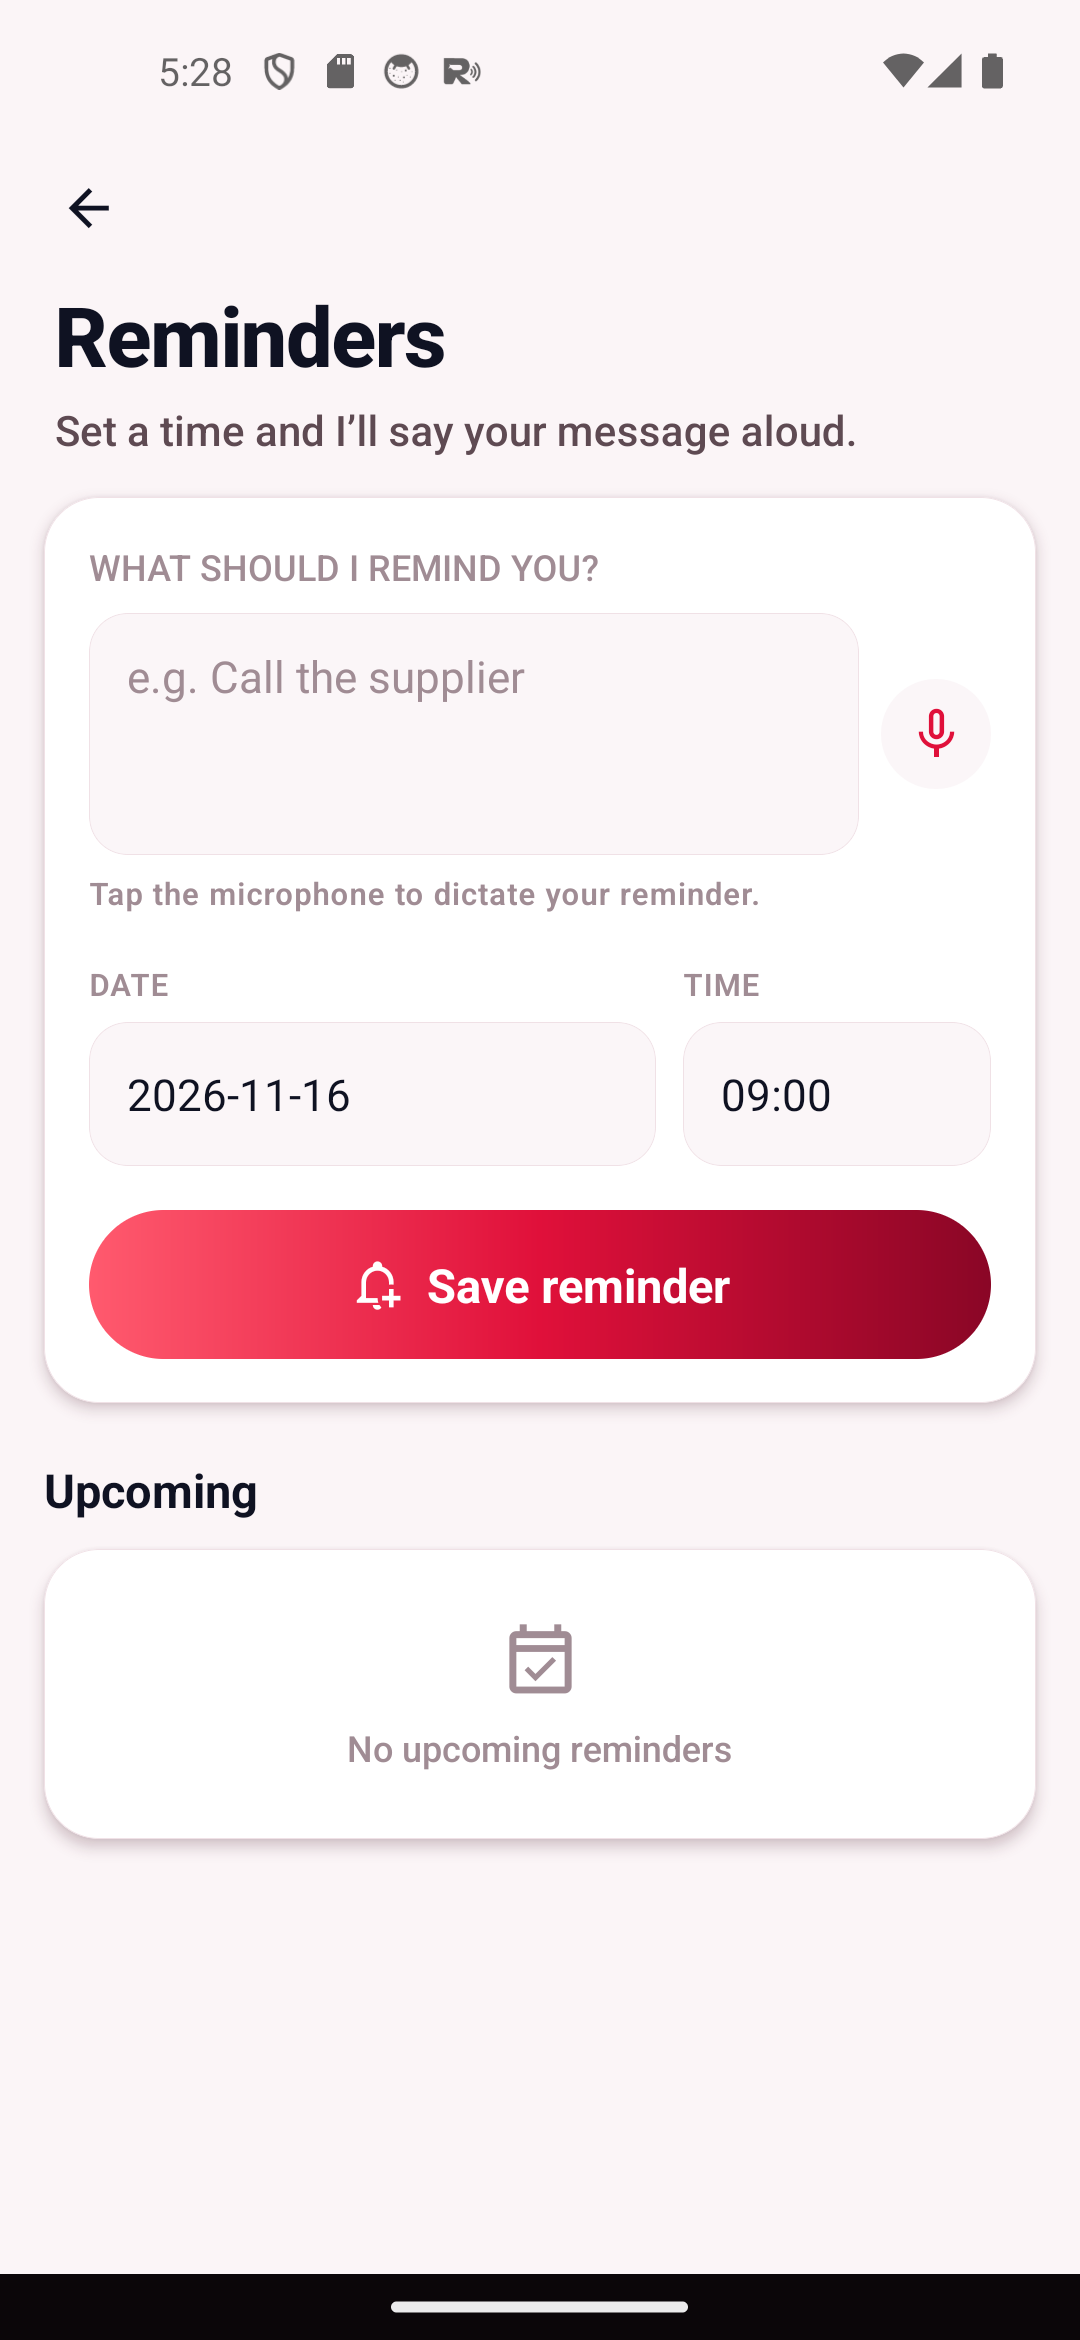 5:28
Reminders
Set a time and I’ll say your message aloud.
WHAT SHOULD I REMIND YOU?
e.g. Call the supplier
Tap the microphone to dictate your reminder.
DATE
TIME
2026-11-16
09:00
Save reminder
Upcoming
No upcoming reminders